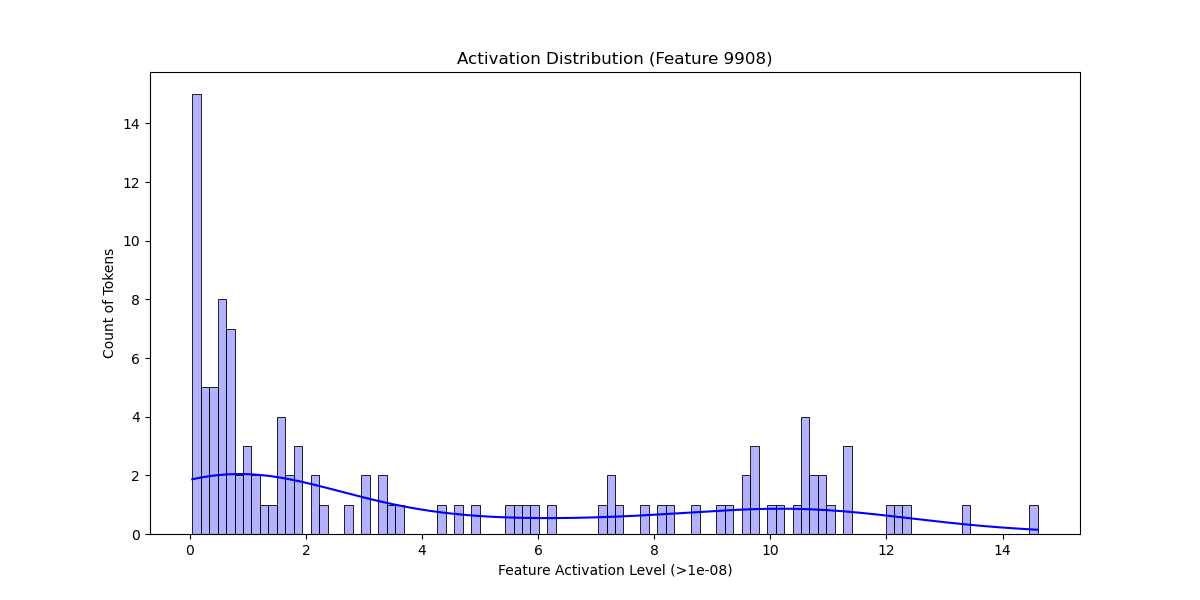 Activation Distribution (Feature 9908)
Count of Tokens
14
12
10
8
6
4
2
0
0 2 4 6 8 10 12 14
Feature Activation Level (>1e-08)